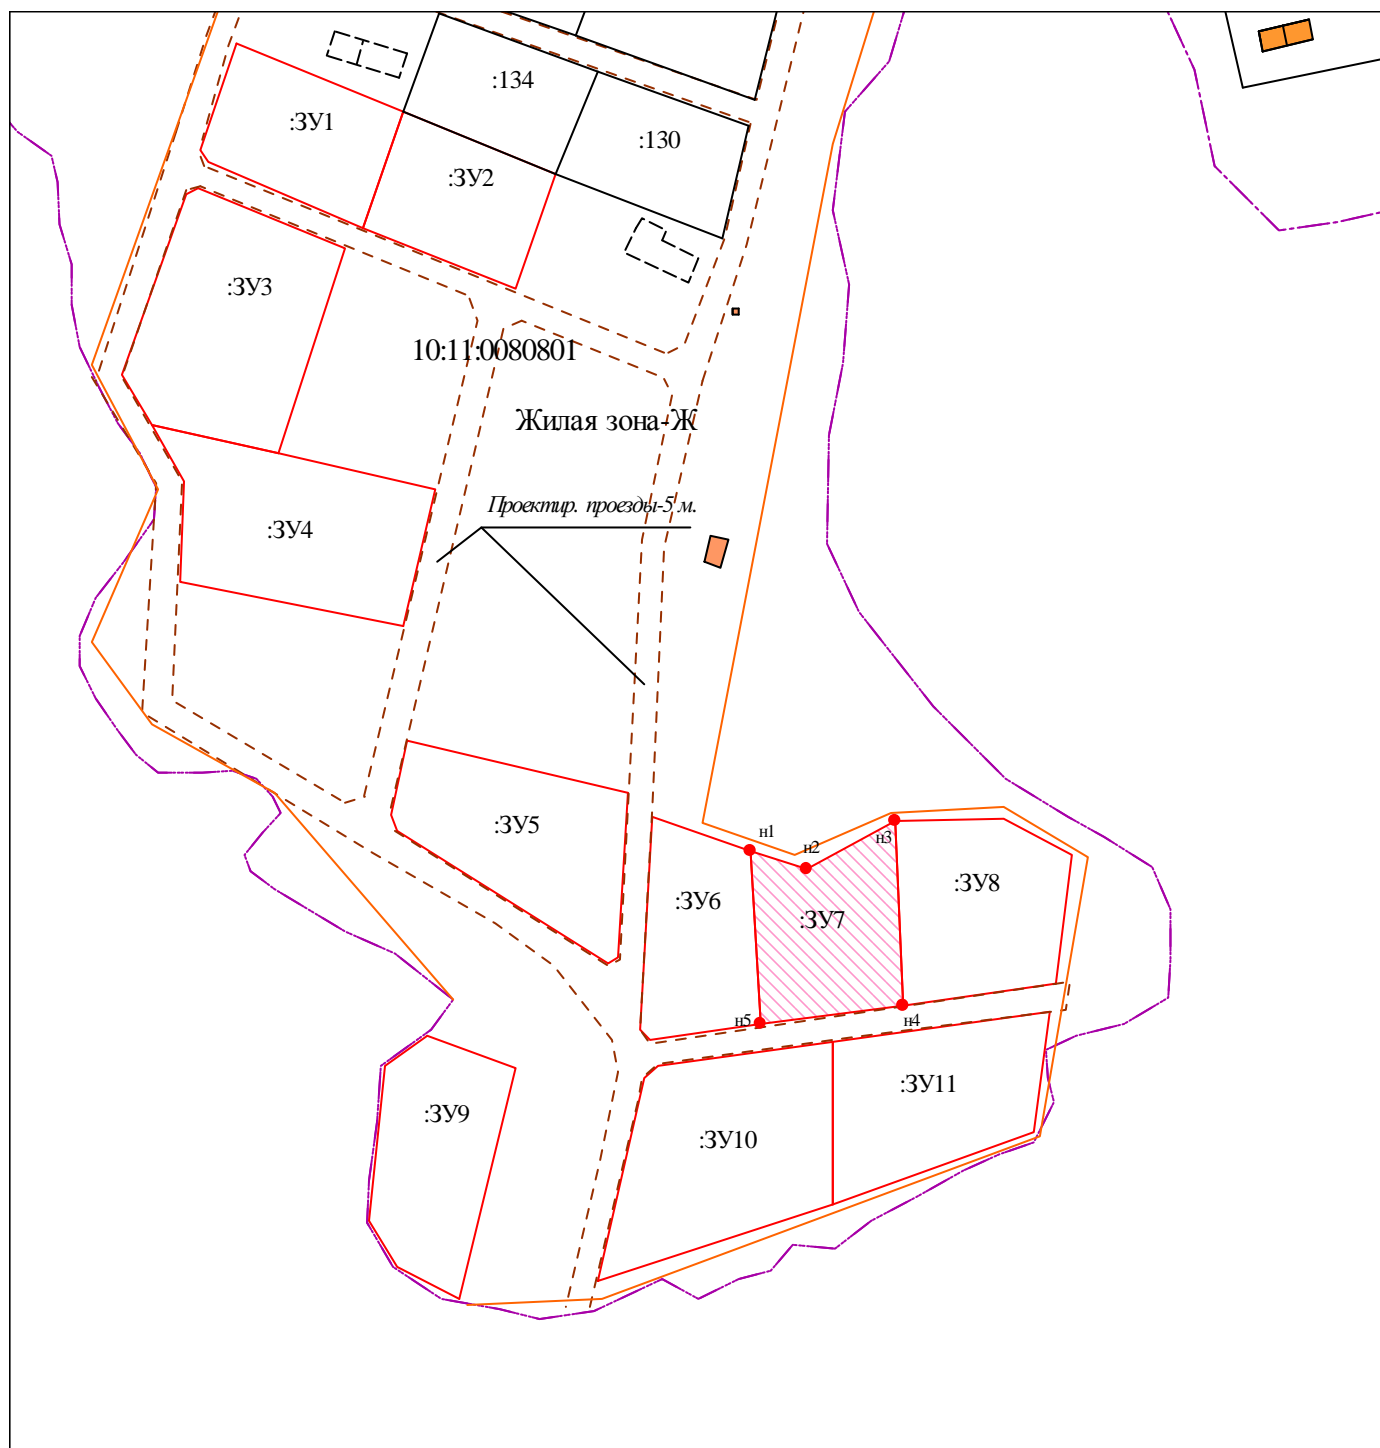 :134
:ЗУ1
:130
:ЗУ2
:ЗУ3
10:11:0080801
Жилая зона-Ж
Проектир. проезды-5 м.
:ЗУ4
:ЗУ5
н1
н3
н2
:ЗУ8
:ЗУ6
:ЗУ7
н5
н4
:ЗУ11
:ЗУ9
:ЗУ10